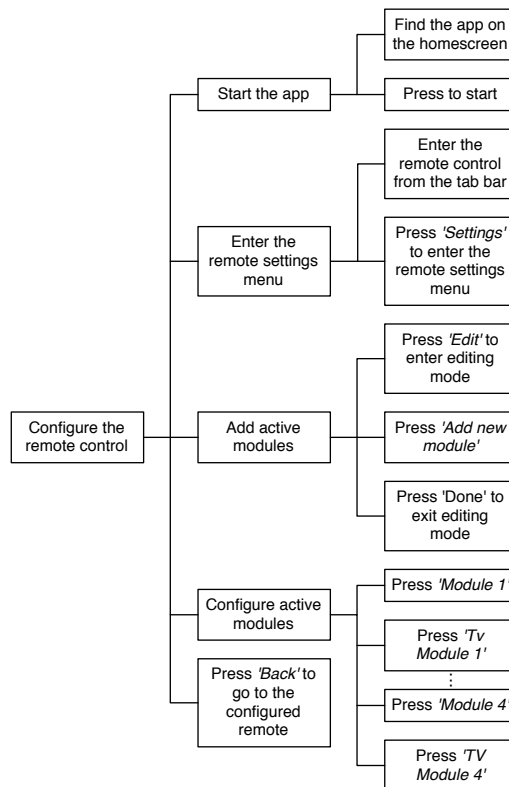 Find the app on
the homescreen
Start the app
Press to start
Enter the
remote control
from the tab bar
Enter the
remote settings
menu
Press 'Settings'
to enter the
remote settings
menu
Press 'Edit' to
enter editing
mode
Configure the
remote control
Add active
modules
Press 'Add new
module'
Press 'Done' to
exit editing
mode
Configure active
modules
Press 'Module 1'
Press 'Tv
Module 1'
Press 'Back' to
go to the
configured
remote
Press 'Module 4'
Press 'TV
Module 4'